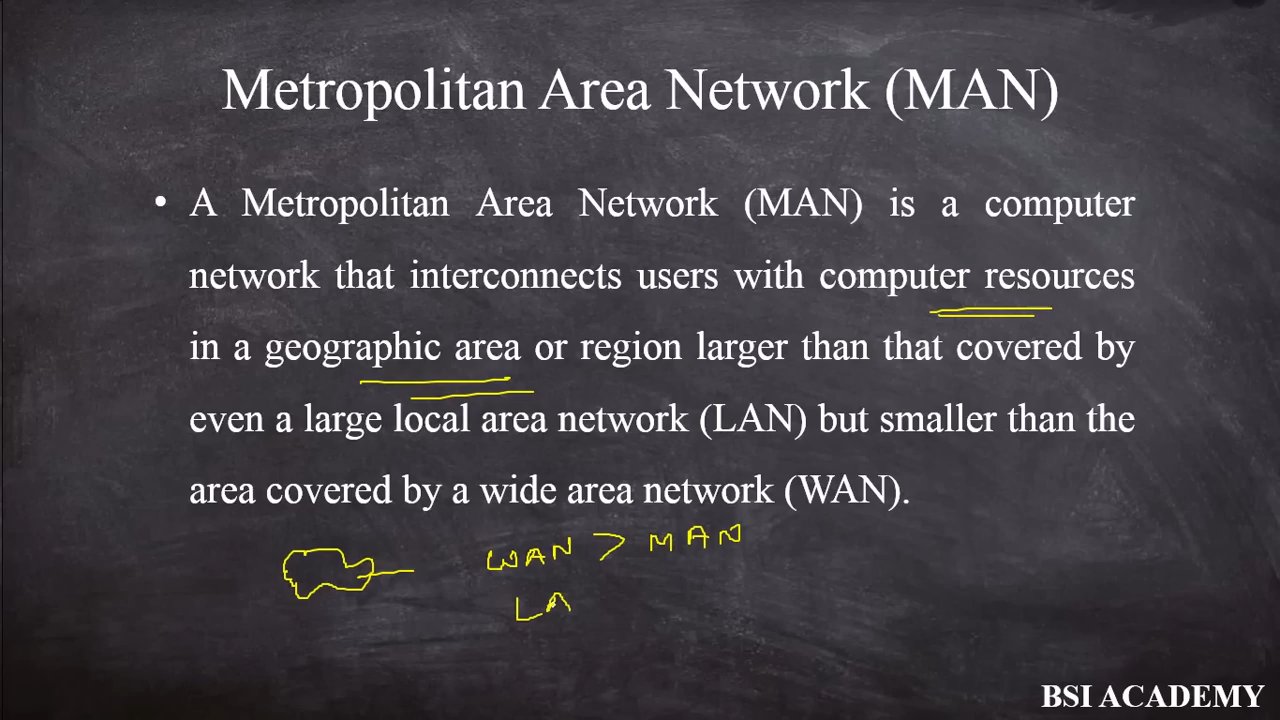 Metropolitan Area Network (MAN)
• A Metropolitan Area Network (MAN) is a computer
network that interconnects users with computer resources
in a geographic area or region larger than that covered by
even a large local area network (LAN) but smaller than the
area covered by a wide area network (WAN).
WAN > MAN
LA
BSI ACADEMY